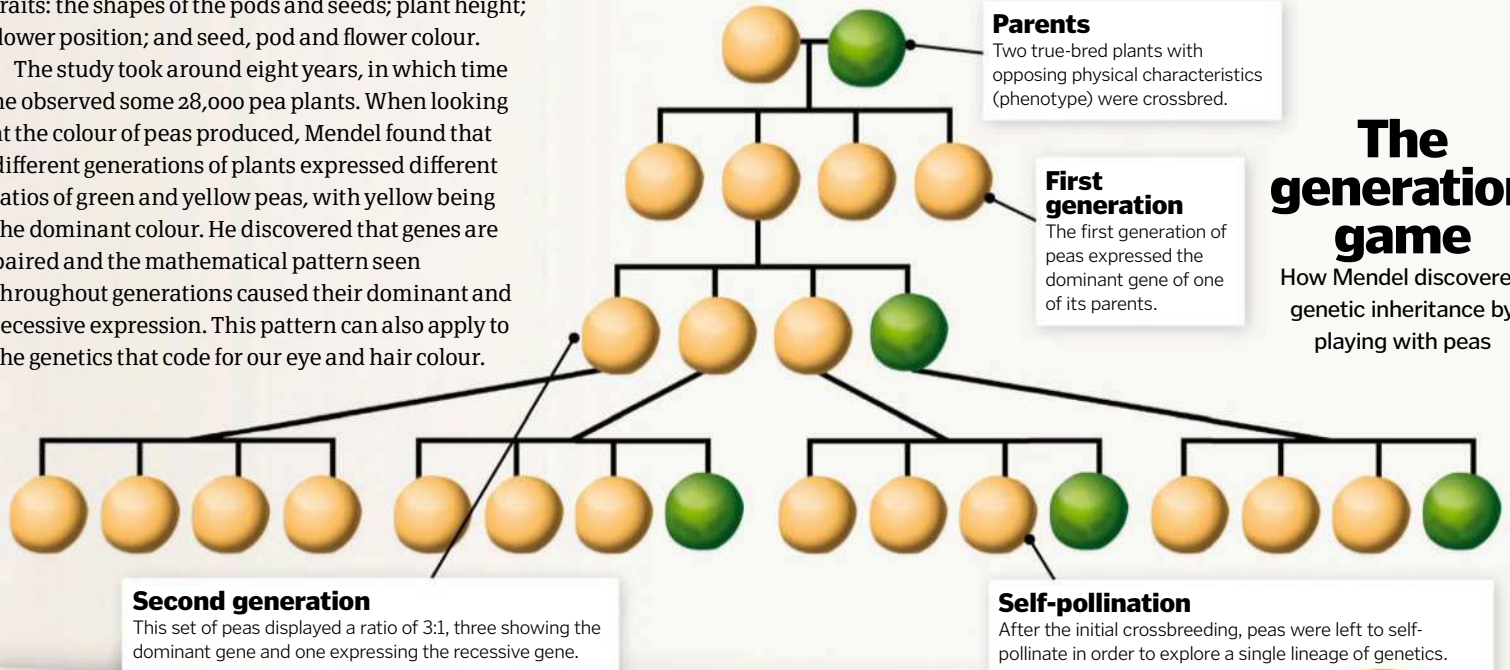 raits: the shapes of the pods and seeds; plant height;
lower position; and seed, pod and flower colour.
The study took around eight years, in which time
he observed some 28,000 pea plants. When looking
at the colour of peas produced, Mendel found that
different generations of plants expressed different
ratios of green and yellow peas, with yellow being
the dominant colour. He discovered that genes are
paired and the mathematical pattern seen
throughout generations caused their dominant and
recessive expression. This pattern can also apply to
the genetics that code for our eye and hair colour.
Parents
Two true-bred plants with
opposing physical characteristics
(phenotype) were crossbred.
First
generation
The first generation of
peas expressed the
dominant gene of one
of its parents.
The
generation
game
How Mendel discovere
genetic inheritance by
playing with peas
Second generation
This set of peas displayed a ratio of 3:1, three showing the
dominant gene and one expressing the recessive gene.
Self-pollination
After the initial crossbreeding, peas were left to self-
pollinate in order to explore a single lineage of genetics.